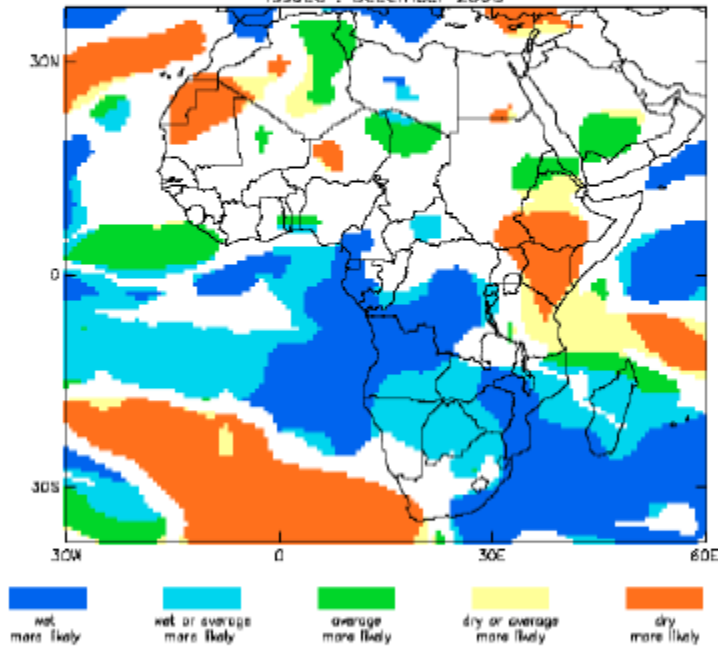 30N
0
30S
30W 0 30E 60E
wet
more likely
wet or average
more likely
average
more likely
dry or average
more likely
dry
more likely